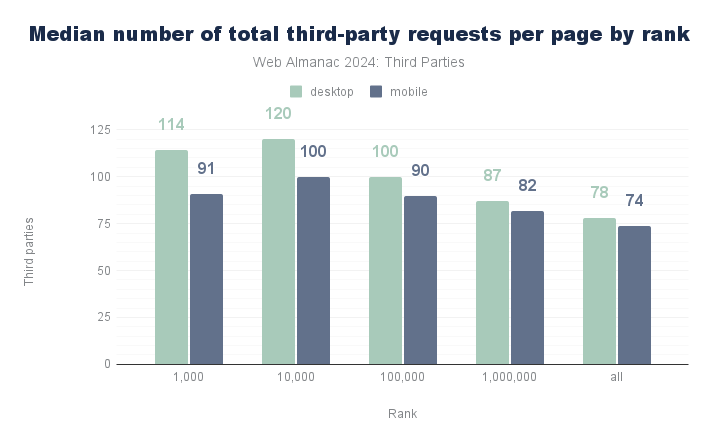 Median number of total third-party requests per page by rank
Web Almanac 2024: Third Parties
desktop mobile
114 91 120 100 100 90 87 82 78 74
125
100
75
50
25
0
Third parties
1,000 10,000 100,000 1,000,000 all
Rank